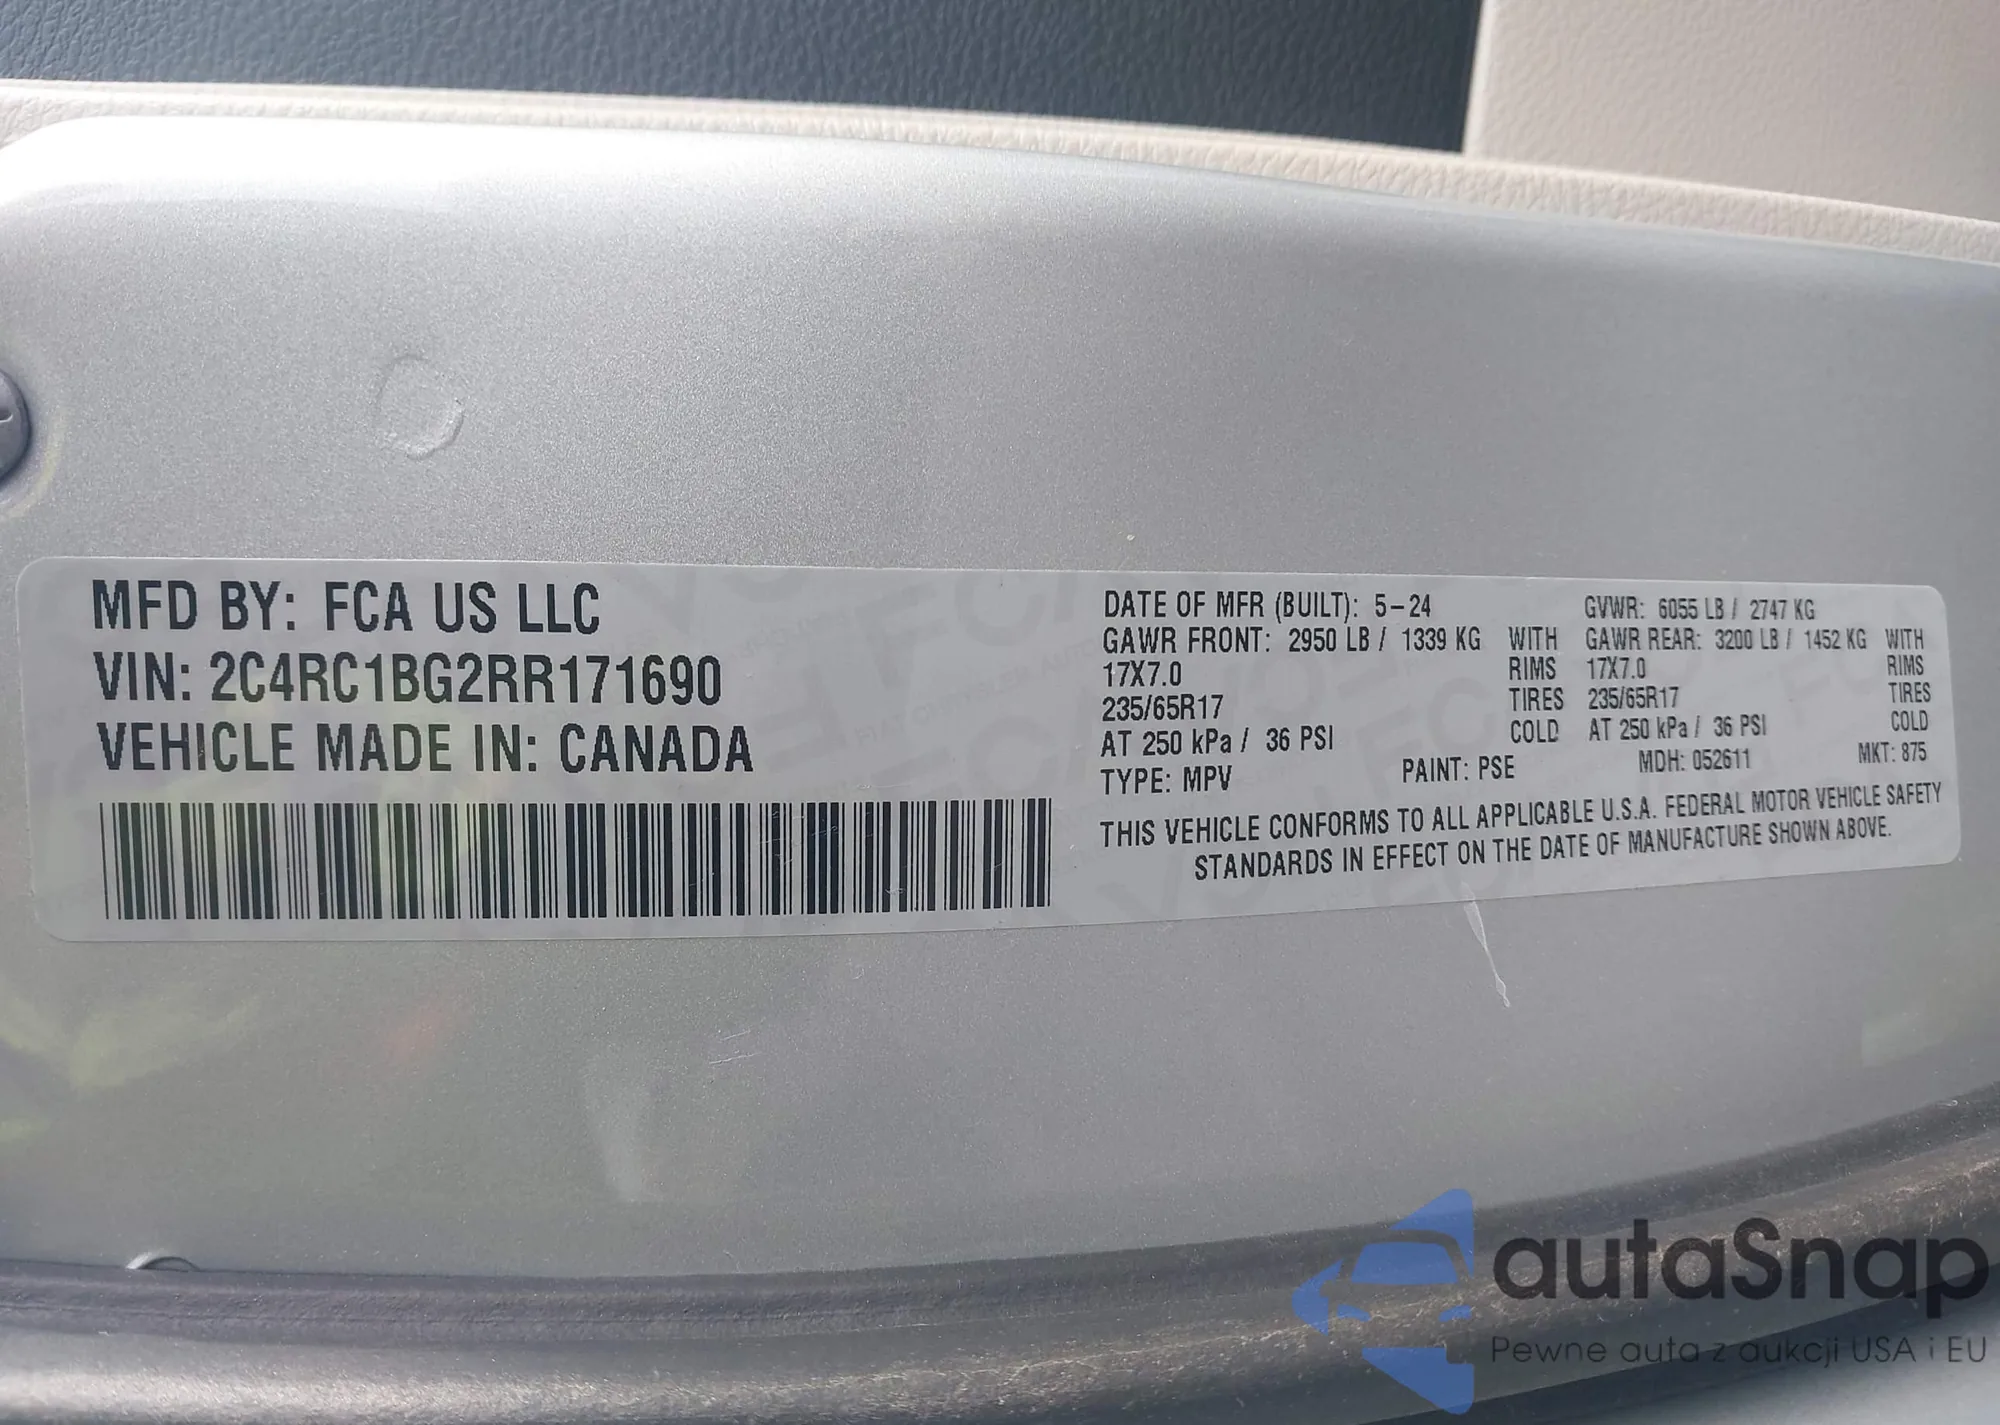 MFD BY: FCA US LLC
VIN: 2C4RC1BG2RR171690
VEHICLE MADE IN: CANADA
DATE OF MFR (BUILT): 5-24 GVWR: 6055 LB / 2747 KG
GAWR FRONT: 2950 LB / 1339 KG WITH GAWR REAR: 3200 LB / 1452 KG WITH
17X7.0 RIMS 17X7.0 RIMS
235/65R17 TIRES 235/65R17 TIRES
AT 250 kPa / 36 PSI COLD AT 250 kPa / 36 PSI COLD
TYPE: MPV PAINT: PSE MDH: 052611 MKT: 875
THIS VEHICLE CONFORMS TO ALL APPLICABLE U.S.A. FEDERAL MOTOR VEHICLE SAFETY
STANDARDS IN EFFECT ON THE DATE OF MANUFACTURE SHOWN ABOVE.
autaSnap
Pewne auta z aukcji USA i EU